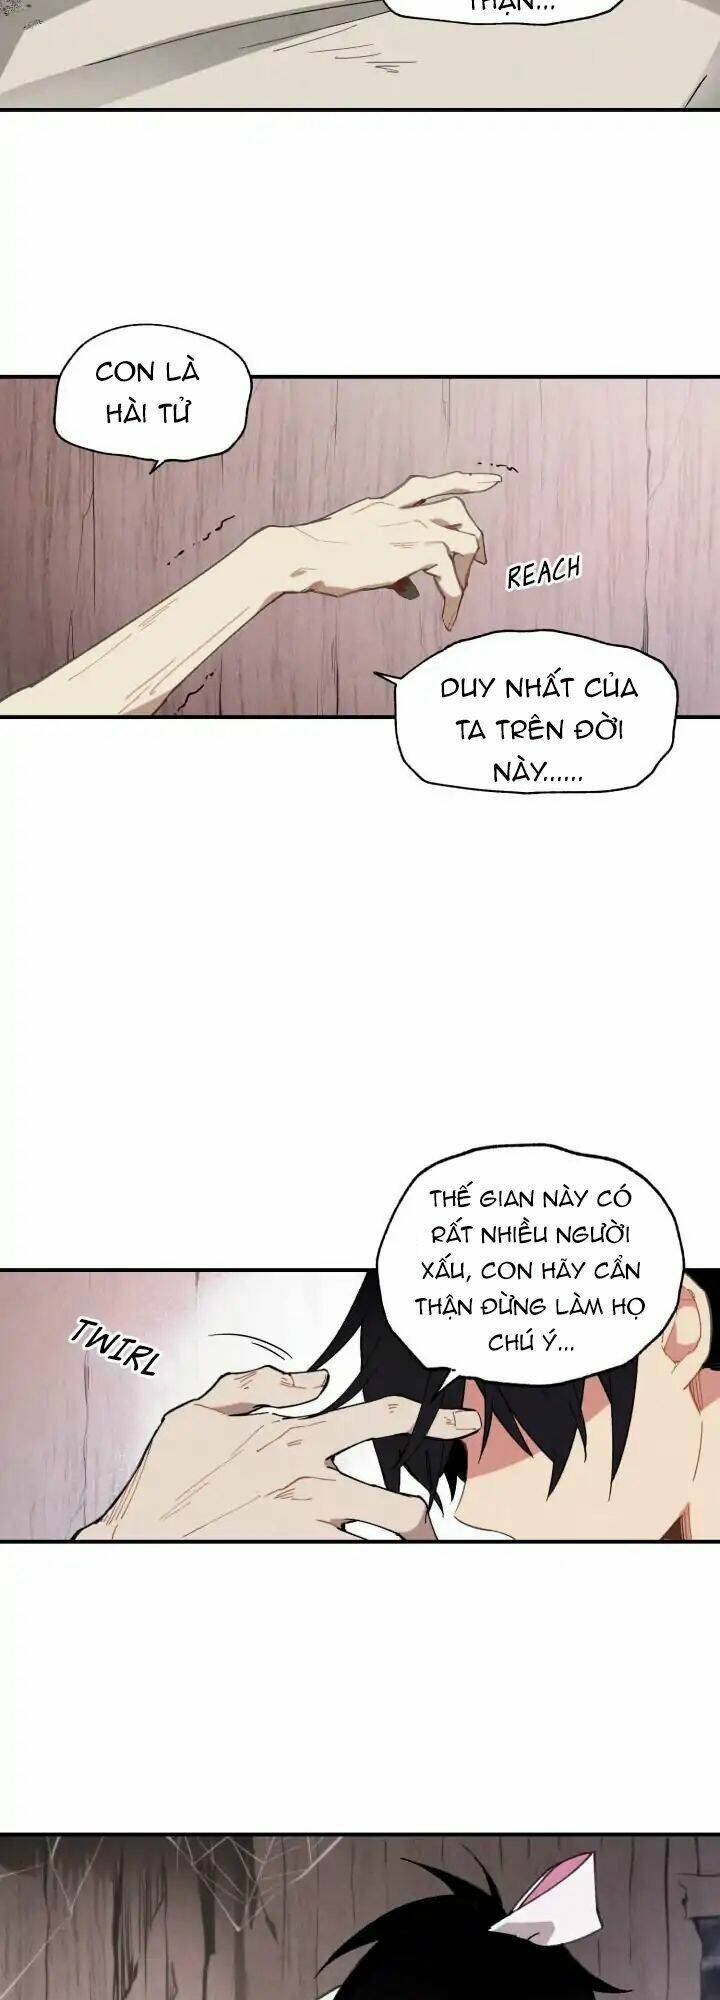 THẬN...
CON LÀ
HÀI TỬ
REACH
DUY NHẤT CỦA
TA TRÊN ĐỜI
NÀY......
THẾ GIAN NÀY CÓ
RẤT NHIỀU NGƯỜI
XẤU, CON HÃY CẨN
THẬN ĐỪNG LÀM HỌ
CHÚ Ý...
TWIRL